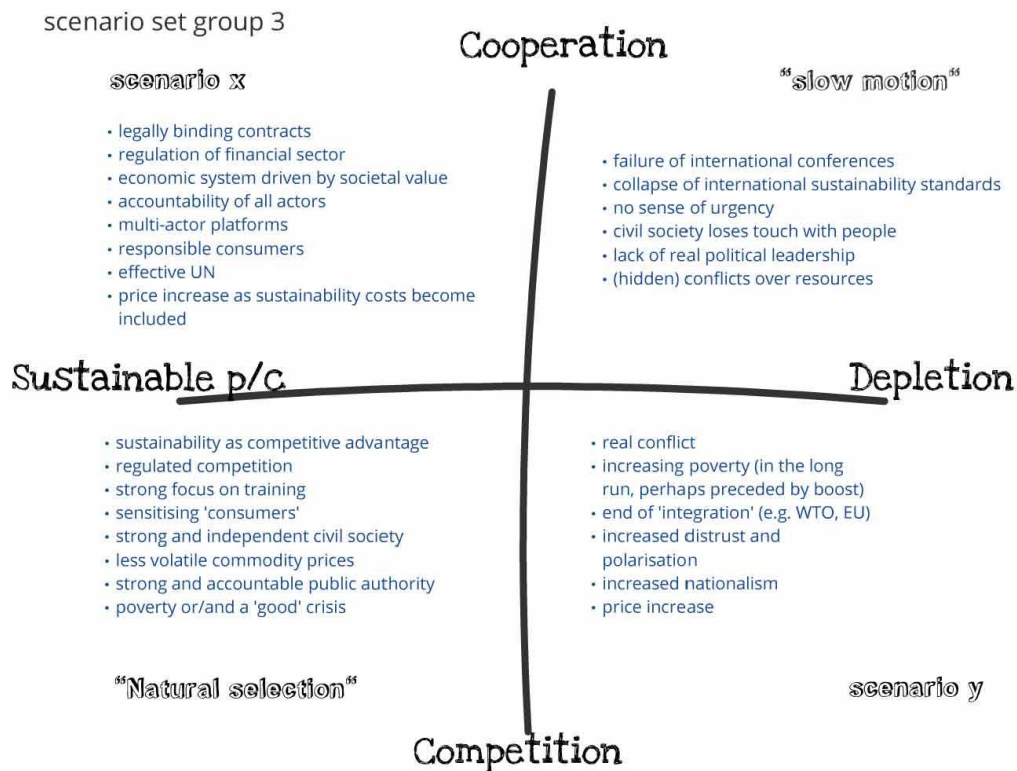 scenario set group 3
Cooperation
scenario x
"slow motion"
• legally binding contracts
• regulation of financial sector
• economic system driven by societal value
• accountability of all actors
• multi-actor platforms
• responsible consumers
• effective UN
• price increase as sustainability costs become
included
• failure of international conferences
• collapse of international sustainability standards
• no sense of urgency
• civil society loses touch with people
• lack of real political leadership
• (hidden) conflicts over resources
Sustainable p/c
Depletion
• sustainability as competitive advantage
• regulated competition
• strong focus on training
• sensitising 'consumers'
• strong and independent civil society
• less volatile commodity prices
• strong and accountable public authority
• poverty or/and a 'good' crisis
• real conflict
• increasing poverty (in the long
run, perhaps preceded by boost)
• end of 'integration' (e.g. WTO, EU)
• increased distrust and
polarisation
• increased nationalism
• price increase
"Natural selection"
scenario y
Competition